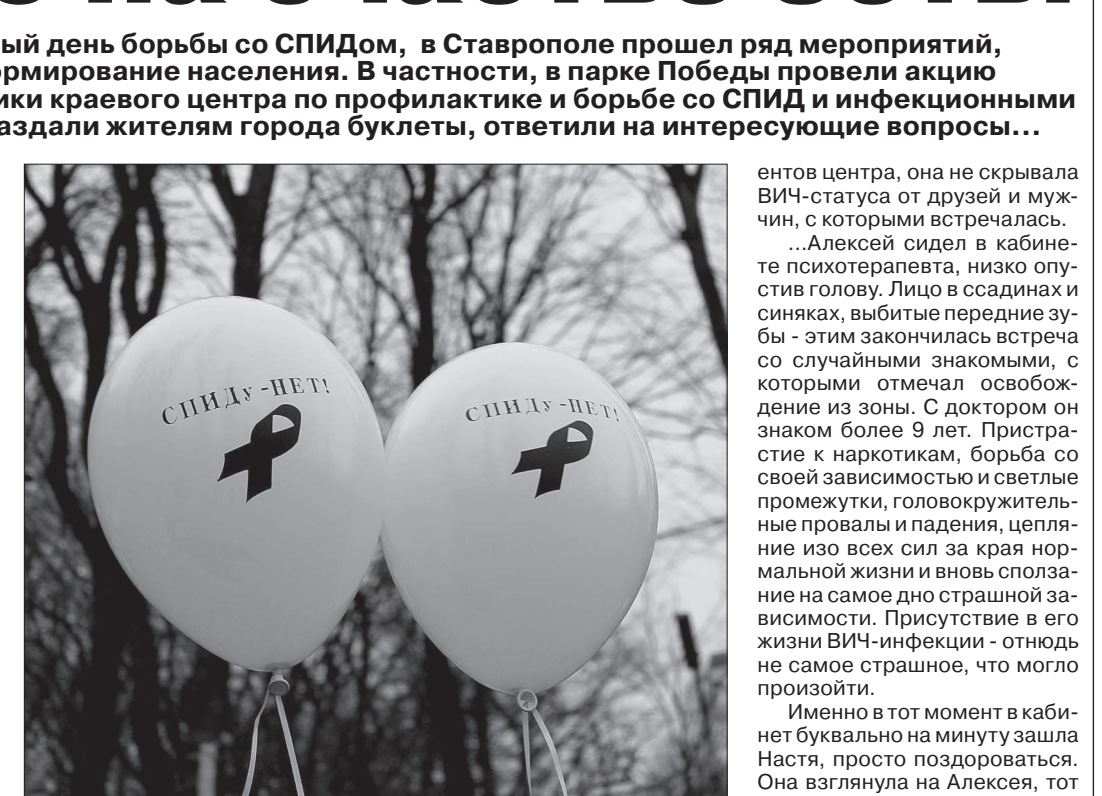 ый день борьбы со СПИДом, в Ставрополе прошел ряд мероприятий,
ормирование населения. В частности, в парке Победы провели акцию
ики краевого центра по профилактике и борьбе со СПИД и инфекционными
аздали жителям города буклеты, ответили на интересующие вопросы...
СПИДу -НЕТ!
СПИДу -НЕТ!
ентов центра, она не скрывала
ВИЧ-статуса от друзей и муж-
чин, с которыми встречалась.
...Алексей сидел в кабине-
те психотерапевта, низко опу-
стив голову. Лицо в ссадинах и
синяках, выбитые передние зу-
бы - этим закончилась встреча
со случайными знакомыми, с
которыми отмечал освобож-
дение из зоны. С доктором он
знаком более 9 лет. Пристра-
стие к наркотикам, борьба со
своей зависимостью и светлые
промежутки, головокружитель-
ные провалы и падения, цепля-
ние изо всех сил за края нор-
мальной жизни и вновь сполза-
ние на самое дно страшной за-
висимости. Присутствие в его
жизни ВИЧ-инфекции - отнюдь
не самое страшное, что могло
произойти.
Именно в тот момент в каби-
нет буквально на минуту зашла
Настя, просто поздороваться.
Она взглянула на Алексея, тот